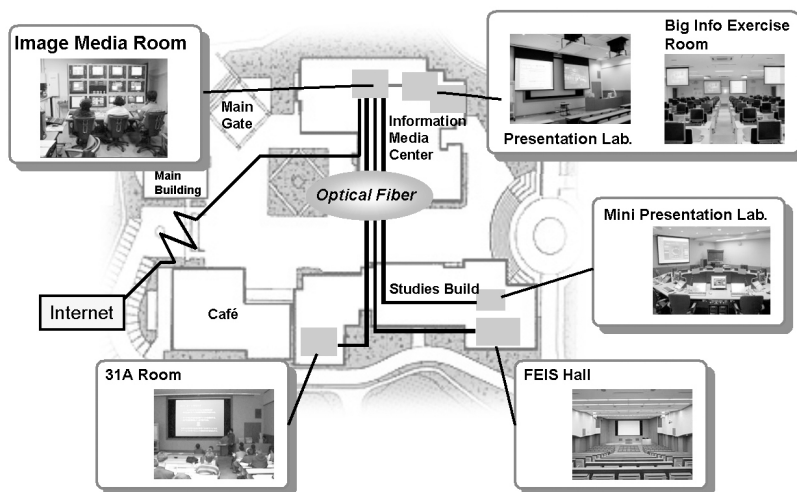 Image Media Room
Main
Gate
Information
Media
Center
Presentation Lab.
Big Info Exercise
Room
Main
Building
Optical Fiber
Mini Presentation Lab.
Internet
Café
Studies Build
31A Room
FEIS Hall